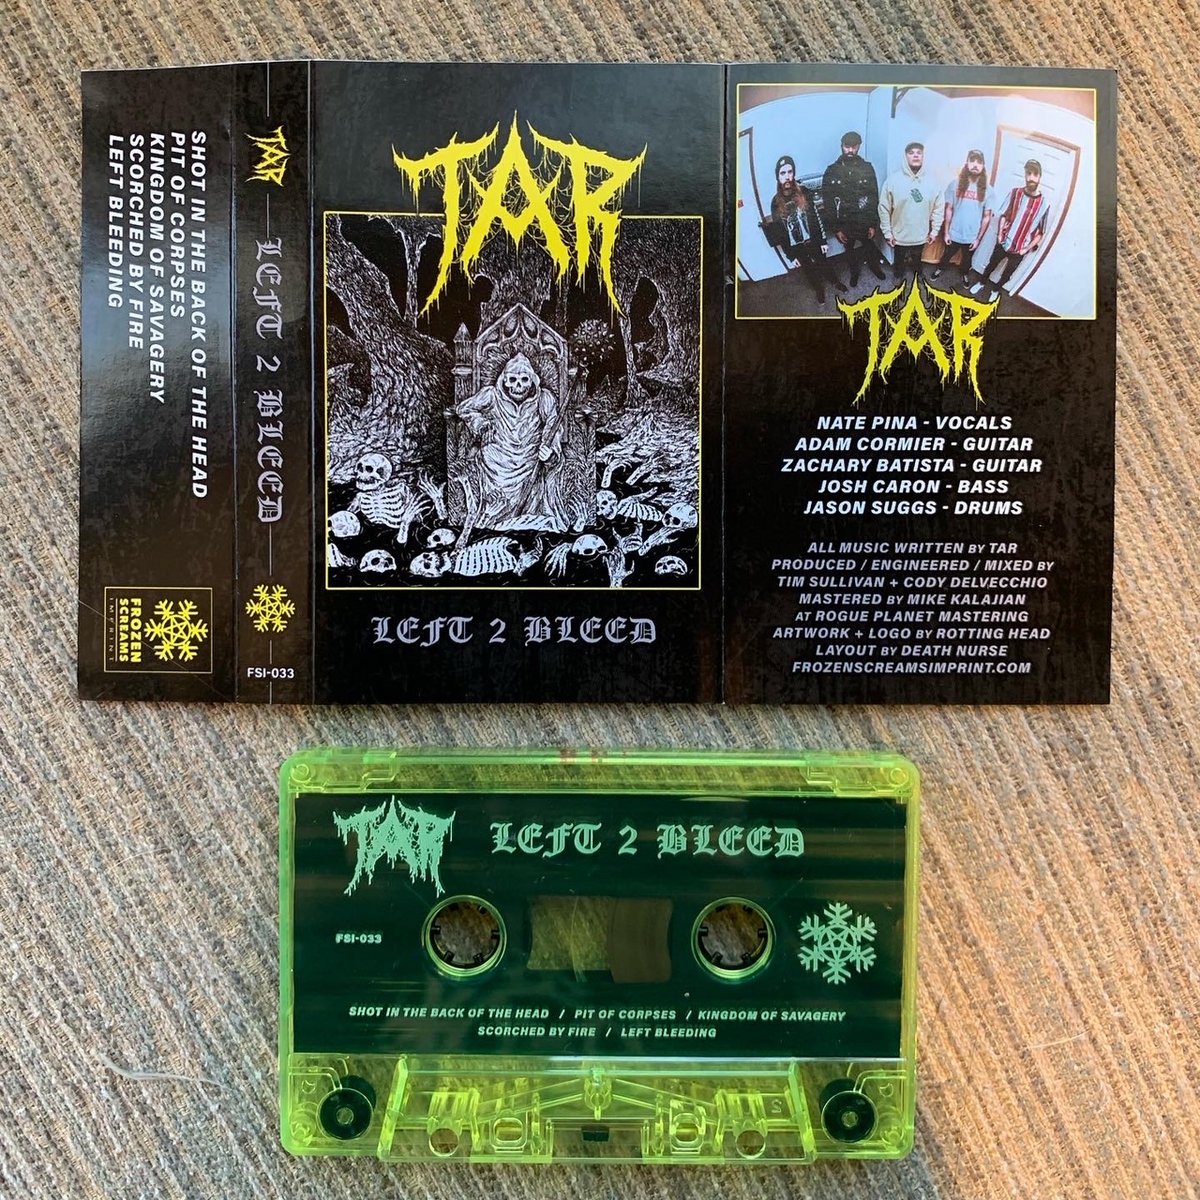 SHOT IN THE BACK OF THE HEAD
PIT OF CORPSES
KINGDOM OF SAVAGERY
SCORCHED BY FIRE
LEFT BLEEDING
FROZEN
SCREAMS
IMPRINT
TAR
LEFT 2 BLEED
FSI-033
TAR
LEFT 2 BLEED
TAR
NATE PINA - VOCALS
ADAM CORMIER - GUITAR
ZACHARY BATISTA - GUITAR
JOSH CARON - BASS
JASON SUGGS - DRUMS
ALL MUSIC WRITTEN BY TAR
PRODUCED / ENGINEERED / MIXED BY
TIM SULLIVAN + CODY DELVECCHIO
MASTERED BY MIKE KALAJIAN
AT ROGUE PLANET MASTERING
ARTWORK + LOGO BY ROTTING HEAD
LAYOUT BY DEATH NURSE
FROZENSCREAMSIMPRINT.COM
TAR
LEFT 2 BLEED
FSI-033
SHOT IN THE BACK OF THE HEAD / PIT OF CORPSES / KINGDOM OF SAVAGERY
SCORCHED BY FIRE / LEFT BLEEDING
S